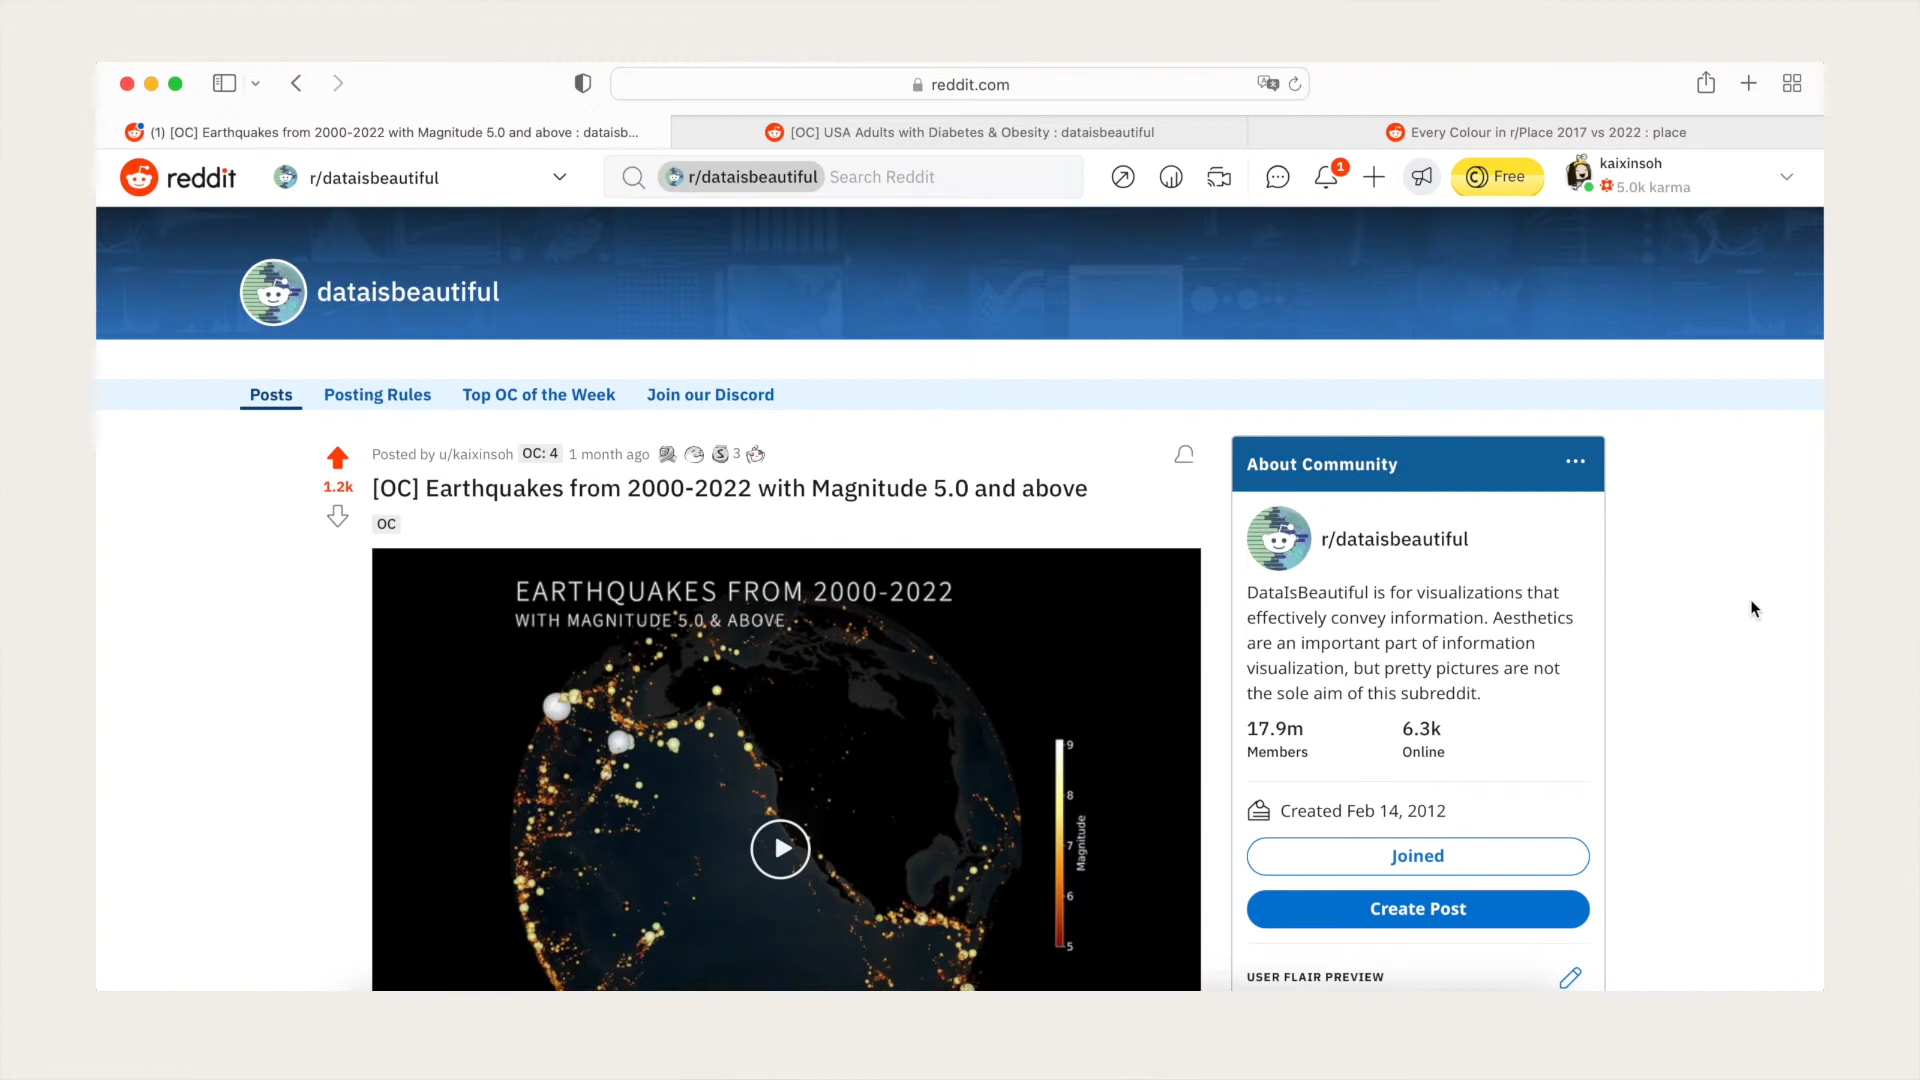 reddit.com
(1) [OC] Earthquakes from 2000-2022 with Magnitude 5.0 and above : dataisb...
[OC] USA Adults with Diabetes & Obesity : dataisbeautiful
Every Colour in r/Place 2017 vs 2022 : place
reddit
r/dataisbeautiful
r/dataisbeautiful
Search Reddit
1
Free
kaixinsoh
5.0k karma
dataisbeautiful
Posts
Posting Rules
Top OC of the Week
Join our Discord
Posted by u/kaixinsoh OC: 4 1 month ago 3
1.2k
[OC] Earthquakes from 2000-2022 with Magnitude 5.0 and above
OC
EARTHQUAKES FROM 2000-2022
WITH MAGNITUDE 5.0 & ABOVE
9
8
7
6
5
Magnitude
About Community
r/dataisbeautiful
DataIsBeautiful is for visualizations that
effectively convey information. Aesthetics
are an important part of information
visualization, but pretty pictures are not
the sole aim of this subreddit.
17.9m
Members
6.3k
Online
Created Feb 14, 2012
Joined
Create Post
USER FLAIR PREVIEW